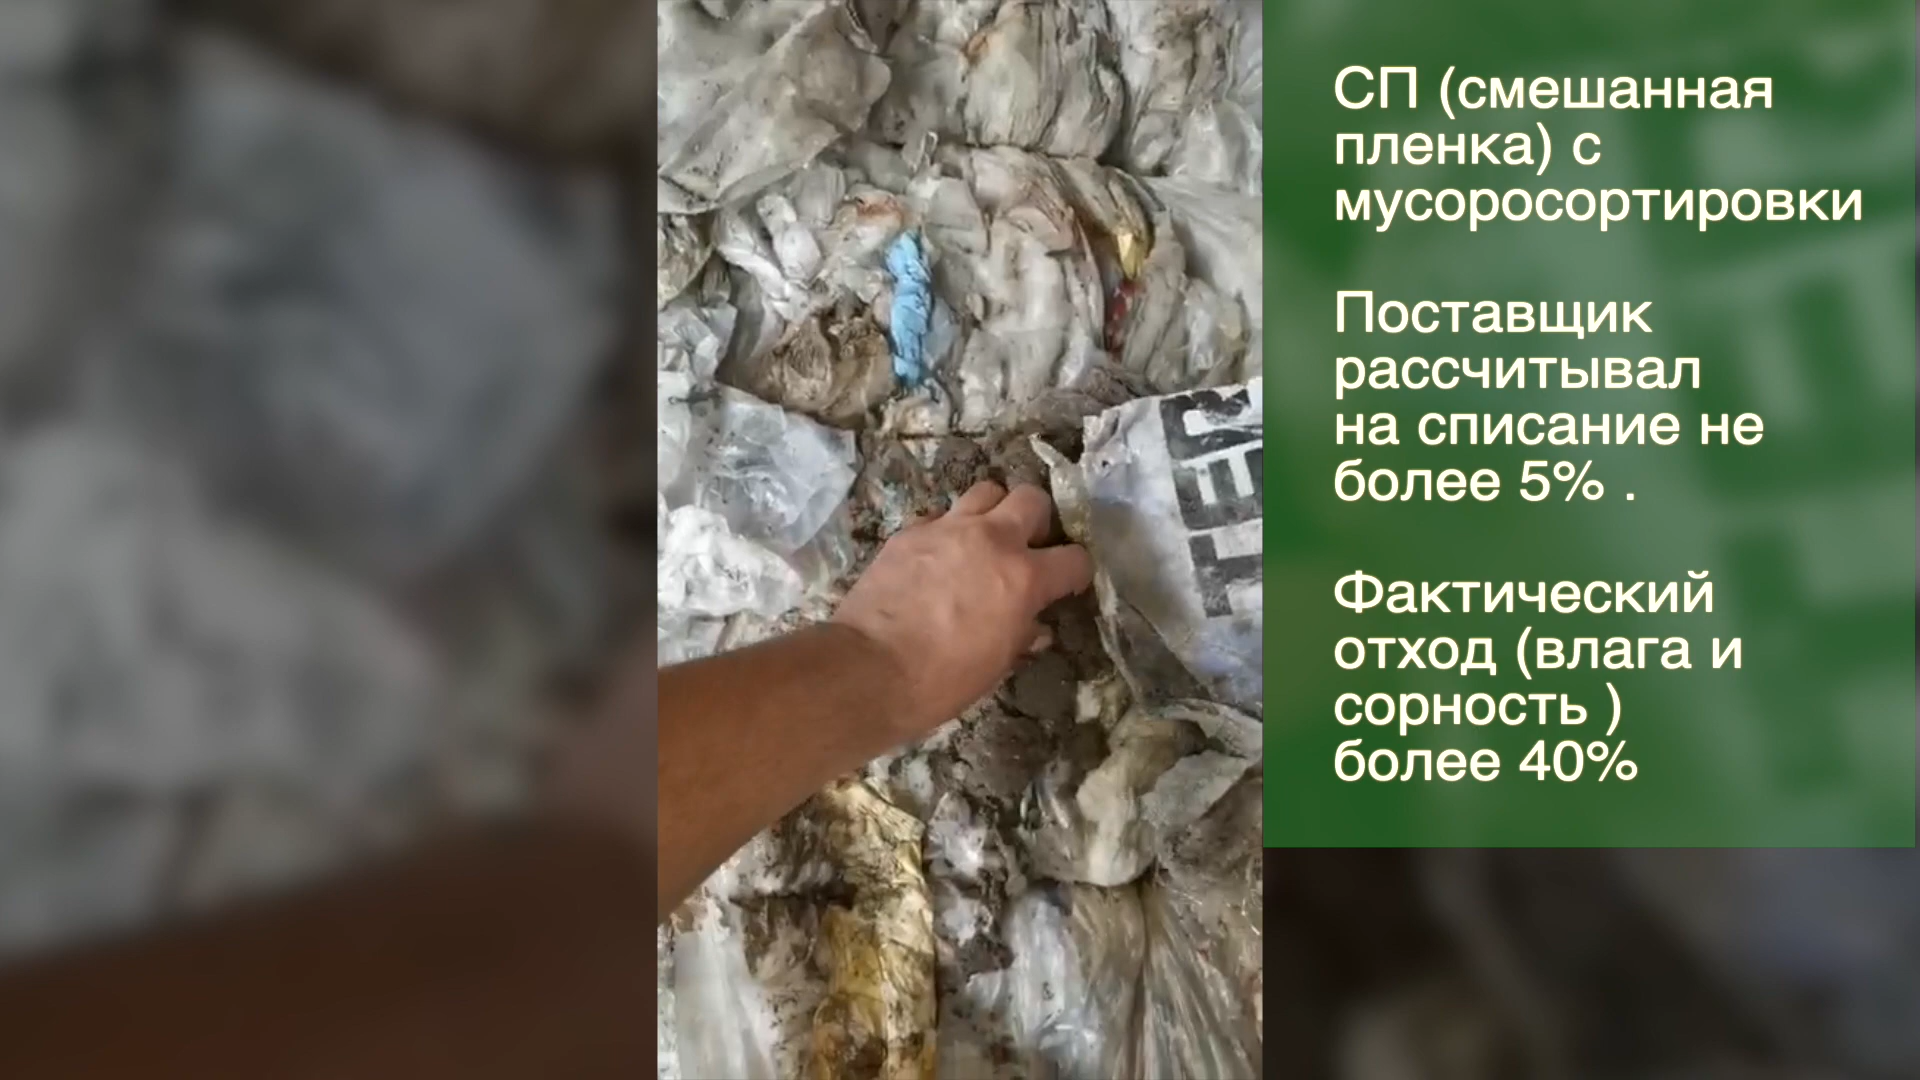 СП (смешанная
пленка) с
мусоросортировки
Поставщик
рассчитывал
на списание не
более 5% .
Фактический
отход (влага и
сорность )
более 40%